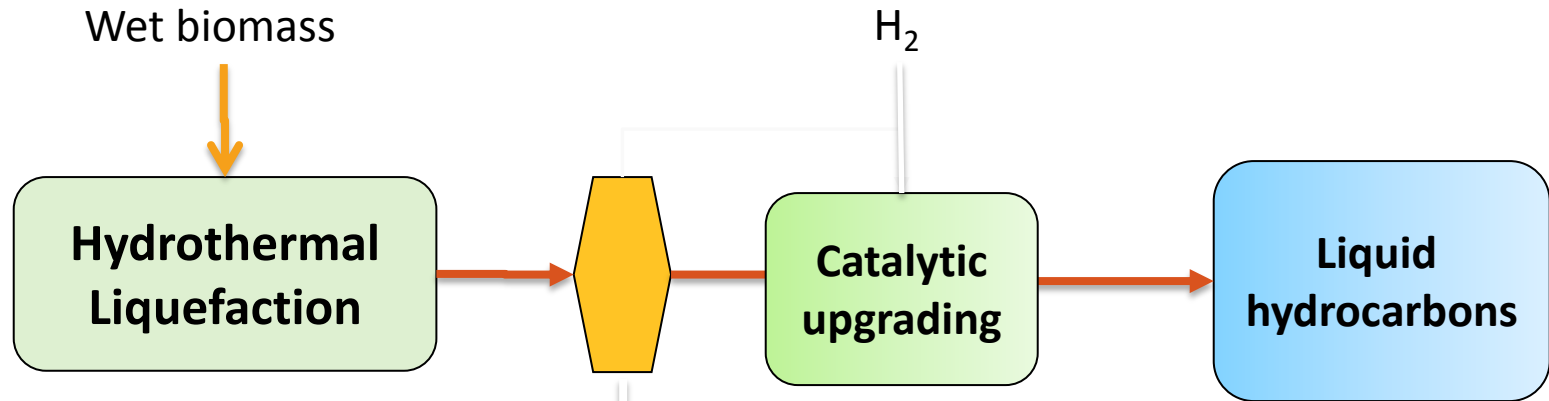 Wet biomass
H₂
Hydrothermal
Liquefaction
Catalytic
upgrading
Liquid
hydrocarbons